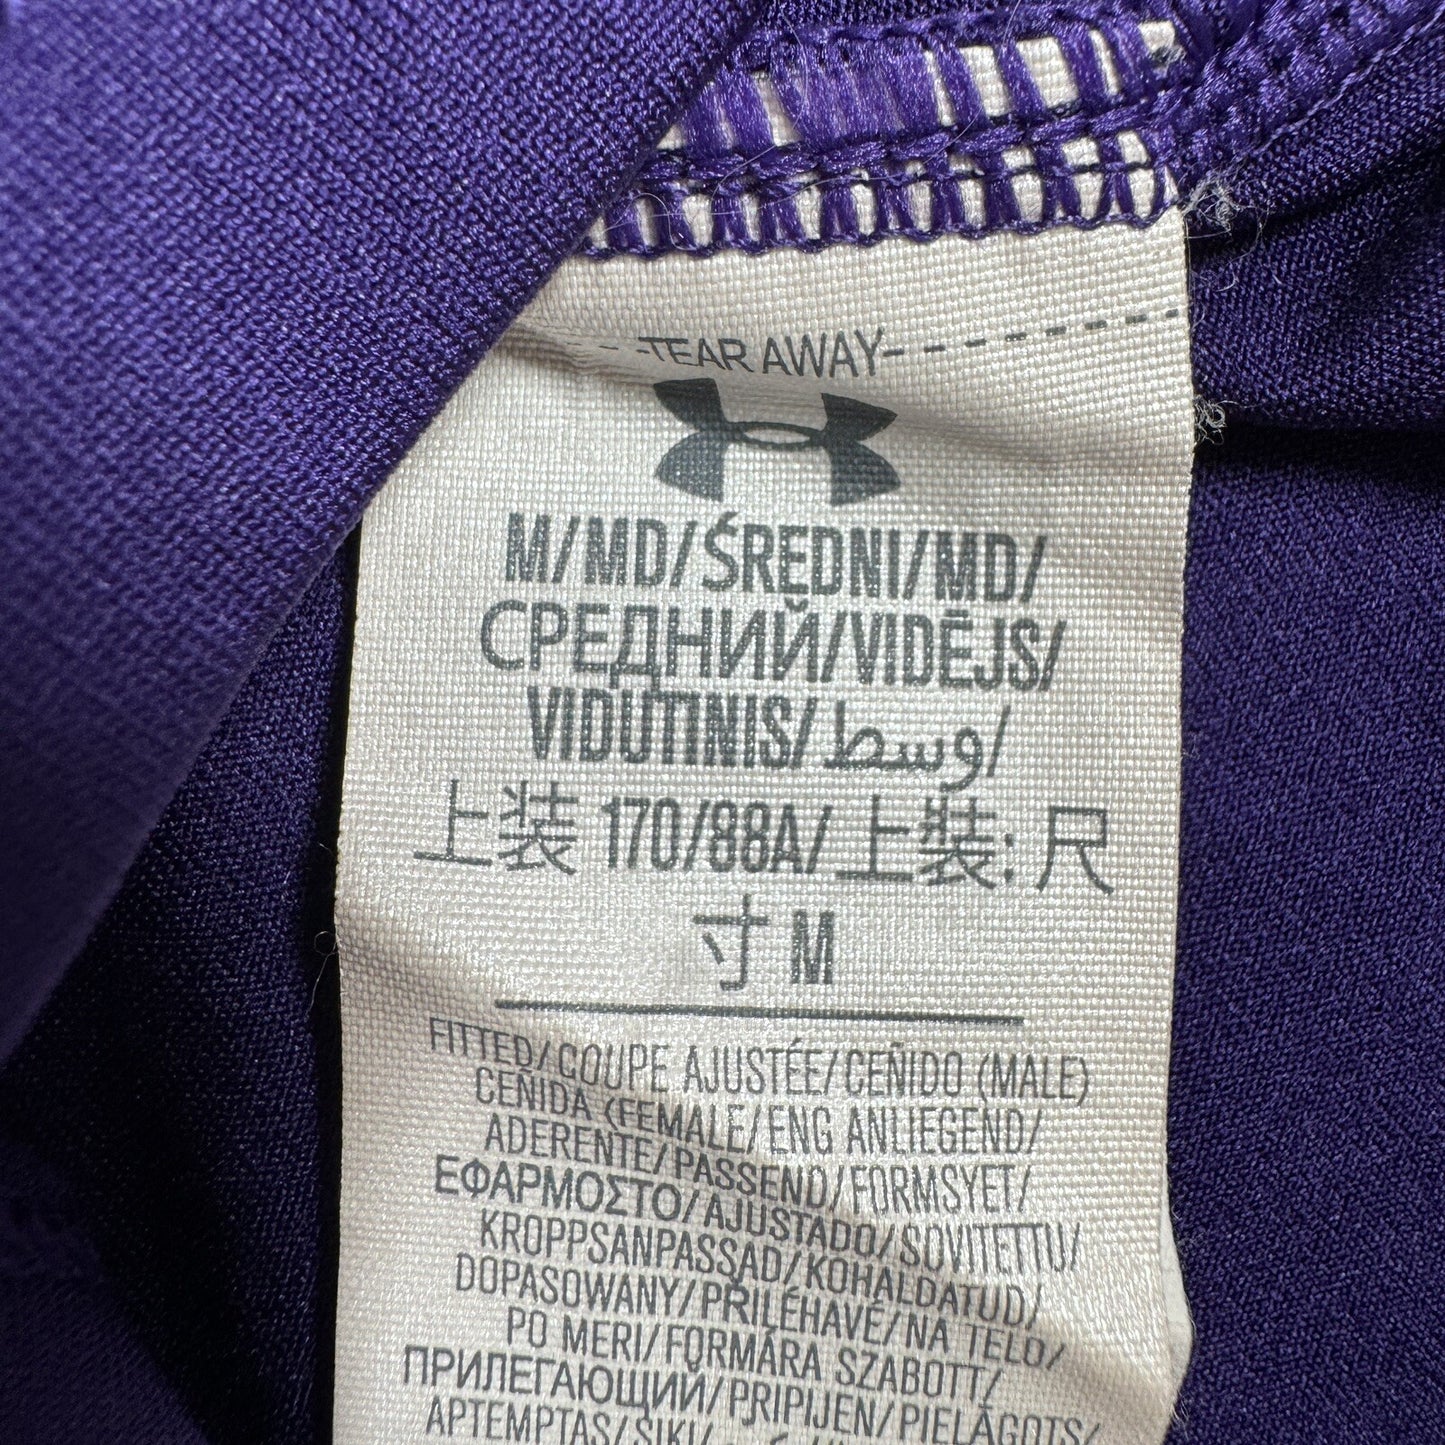 TEAR AWAY
M/MD/ŚREDNI/MD/
СРЕДНИЙ/VIDĒJS/
VIDUTINIS/وسط/
上装 170/88A/上裝: 尺
寸 M
FITTED/COUPE AJUSTÉE/CEÑIDO (MALE)
CEÑIDA (FEMALE/ENG ANLIEGEND/
ADERENTE/PASSEND/FORMSYET/
ΕΦΑΡΜΟΣΤΟ/AJUSTADO/SOVITETTU/
KROPPSANPASSAD/KOHALDATUD/
DOPASOWANY/PŘILÉHAVÉ/NA TELO/
PO MERI/FORMÁRA SZABOTT/
ПРИЛЕГАЮЩИЙ/PRIPIJEN/PIELĀGOTS/
APTEMPTAS/SIKI/